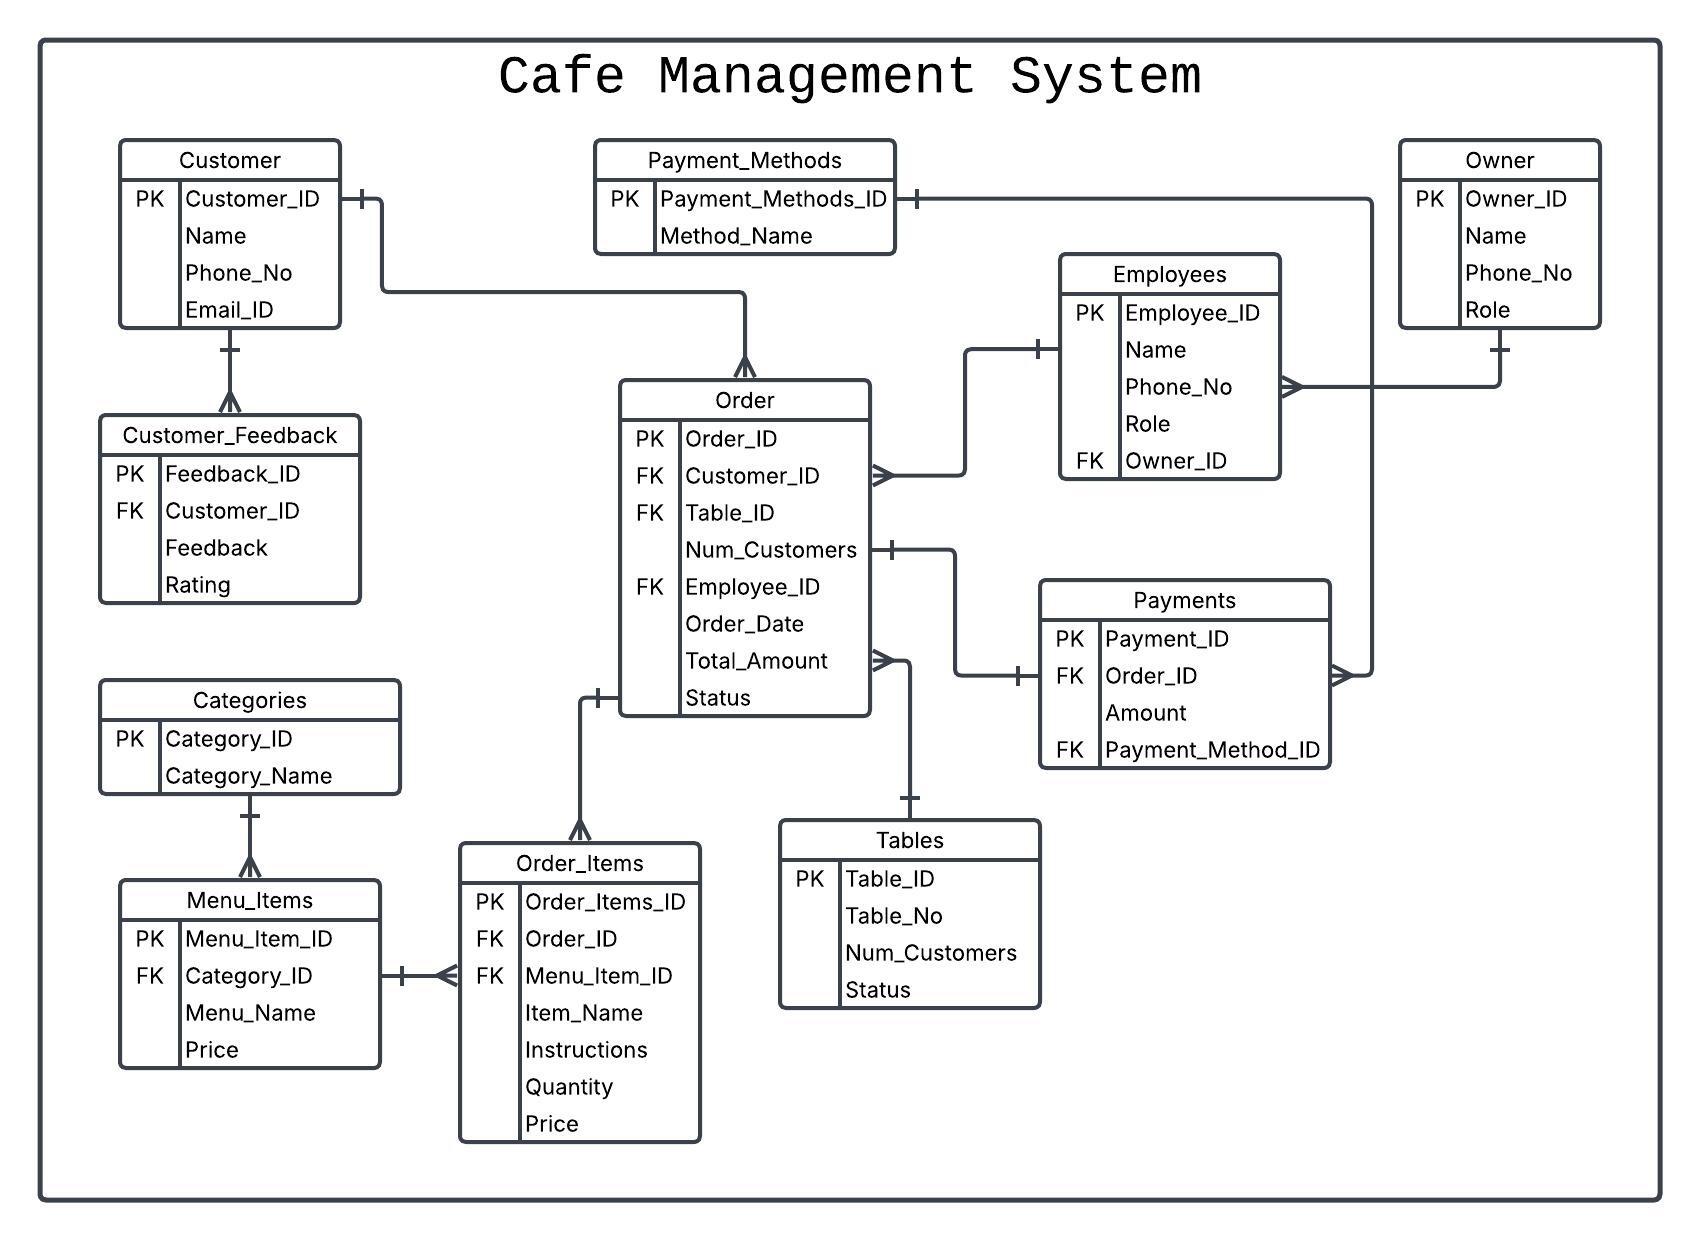 Cafe Management System
Customer
PK Customer_ID
Name
Phone_No
Email_ID
Payment_Methods
PK Payment_Methods_ID
Method_Name
Owner
PK Owner_ID
Name
Phone_No
Role
Employees
PK Employee_ID
Name
Phone_No
Role
FK Owner_ID
Order
PK Order_ID
FK Customer_ID
FK Table_ID
Num_Customers
FK Employee_ID
Order_Date
Total_Amount
Status
Customer_Feedback
PK Feedback_ID
FK Customer_ID
Feedback
Rating
Payments
PK Payment_ID
FK Order_ID
Amount
FK Payment_Method_ID
Categories
PK Category_ID
Category_Name
Menu_Items
PK Menu_Item_ID
FK Category_ID
Menu_Name
Price
Order_Items
PK Order_Items_ID
FK Order_ID
FK Menu_Item_ID
Item_Name
Instructions
Quantity
Price
Tables
PK Table_ID
Table_No
Num_Customers
Status